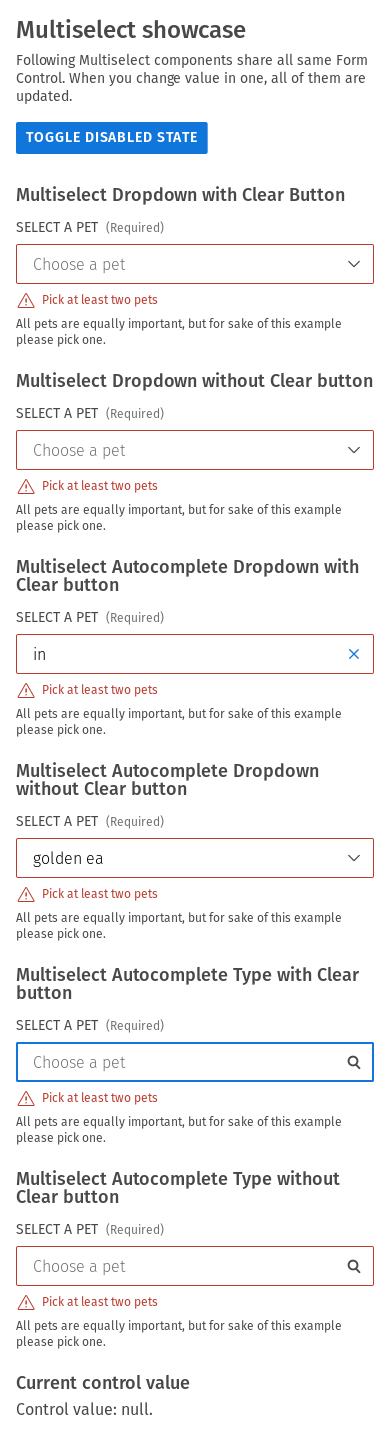 Multiselect showcase
Following Multiselect components share all same Form
Control. When you change value in one, all of them are
updated.
TOGGLE DISABLED STATE
Multiselect Dropdown with Clear Button
SELECT A PET (Required)
Choose a pet
Pick at least two pets
All pets are equally important, but for sake of this example
please pick one.
Multiselect Dropdown without Clear button
SELECT A PET (Required)
Choose a pet
Pick at least two pets
All pets are equally important, but for sake of this example
please pick one.
Multiselect Autocomplete Dropdown with
Clear button
SELECT A PET (Required)
in
Pick at least two pets
All pets are equally important, but for sake of this example
please pick one.
Multiselect Autocomplete Dropdown
without Clear button
SELECT A PET (Required)
golden ea
Pick at least two pets
All pets are equally important, but for sake of this example
please pick one.
Multiselect Autocomplete Type with Clear
button
SELECT A PET (Required)
Choose a pet
Pick at least two pets
All pets are equally important, but for sake of this example
please pick one.
Multiselect Autocomplete Type without
Clear button
SELECT A PET (Required)
Choose a pet
Pick at least two pets
All pets are equally important, but for sake of this example
please pick one.
Current control value
Control value: null.